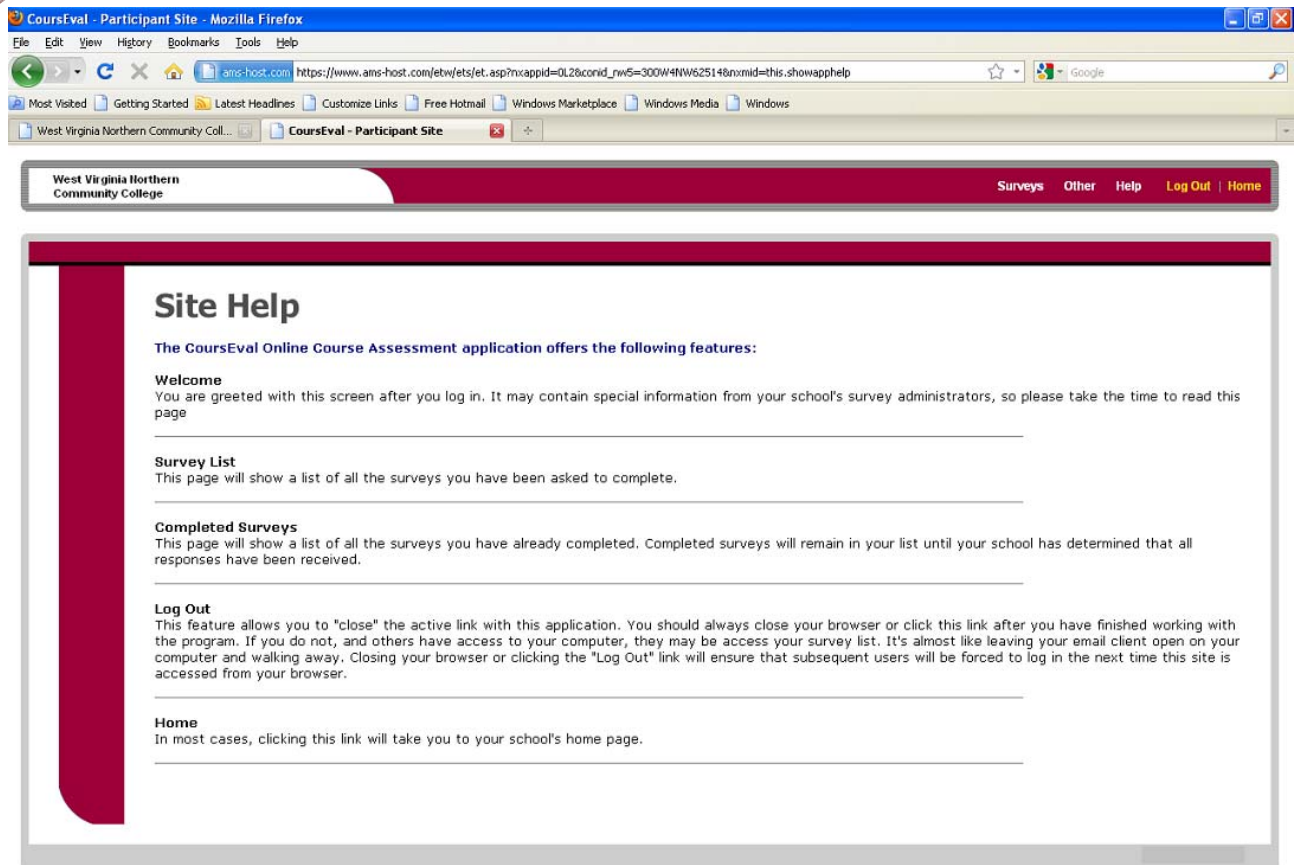 CoursEval - Participant Site - Mozilla Firefox
File Edit View History Bookmarks Tools Help
ams-host.com https://www.ams-host.com/etw/ets/et.asp?nxappid=0L2&conid_nw5=300W4NW62514&nxmid=this.showapphelp Google
Most Visited Getting Started Latest Headlines Customize Links Free Hotmail Windows Marketplace Windows Media Windows
West Virginia Northern Community Coll... CoursEval - Participant Site
West Virginia Northern
Community College
Surveys Other Help Log Out | Home
Site Help
The CoursEval Online Course Assessment application offers the following features:
Welcome
You are greeted with this screen after you log in. It may contain special information from your school's survey administrators, so please take the time to read this
page
Survey List
This page will show a list of all the surveys you have been asked to complete.
Completed Surveys
This page will show a list of all the surveys you have already completed. Completed surveys will remain in your list until your school has determined that all
responses have been received.
Log Out
This feature allows you to "close" the active link with this application. You should always close your browser or click this link after you have finished working with
the program. If you do not, and others have access to your computer, they may be access your survey list. It's almost like leaving your email client open on your
computer and walking away. Closing your browser or clicking the "Log Out" link will ensure that subsequent users will be forced to log in the next time this site is
accessed from your browser.
Home
In most cases, clicking this link will take you to your school's home page.